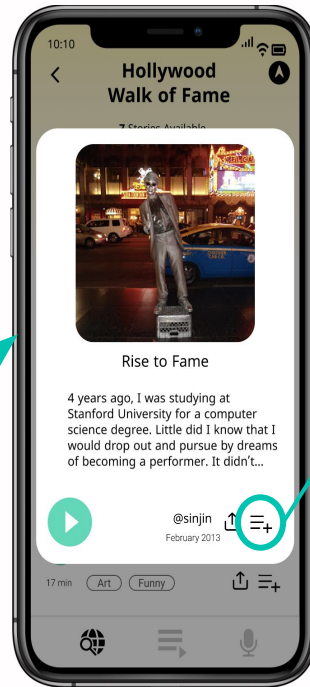 10:10
Hollywood
Walk of Fame
7 Stories Available
Rise to Fame
4 years ago, I was studying at
Stanford University for a computer
science degree. Little did I know that I
would drop out and pursue by dreams
of becoming a performer. It didn't...
@sinjin
February 2013
17 min Art Funny